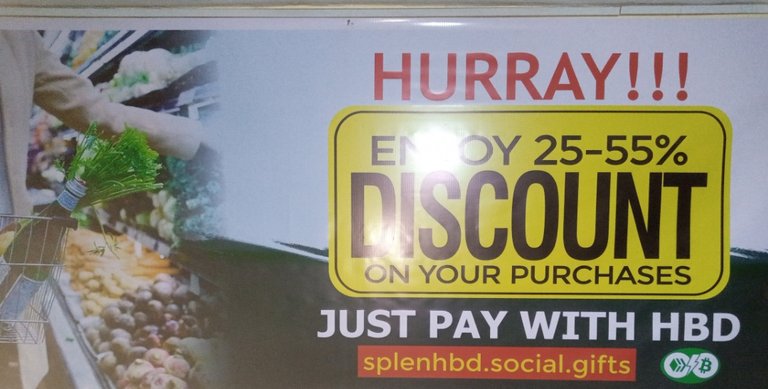 HURRAY!!!
ENJOY 25-55%
DISCOUNT
ON YOUR PURCHASES
JUST PAY WITH HBD
splenhbd.social.gifts